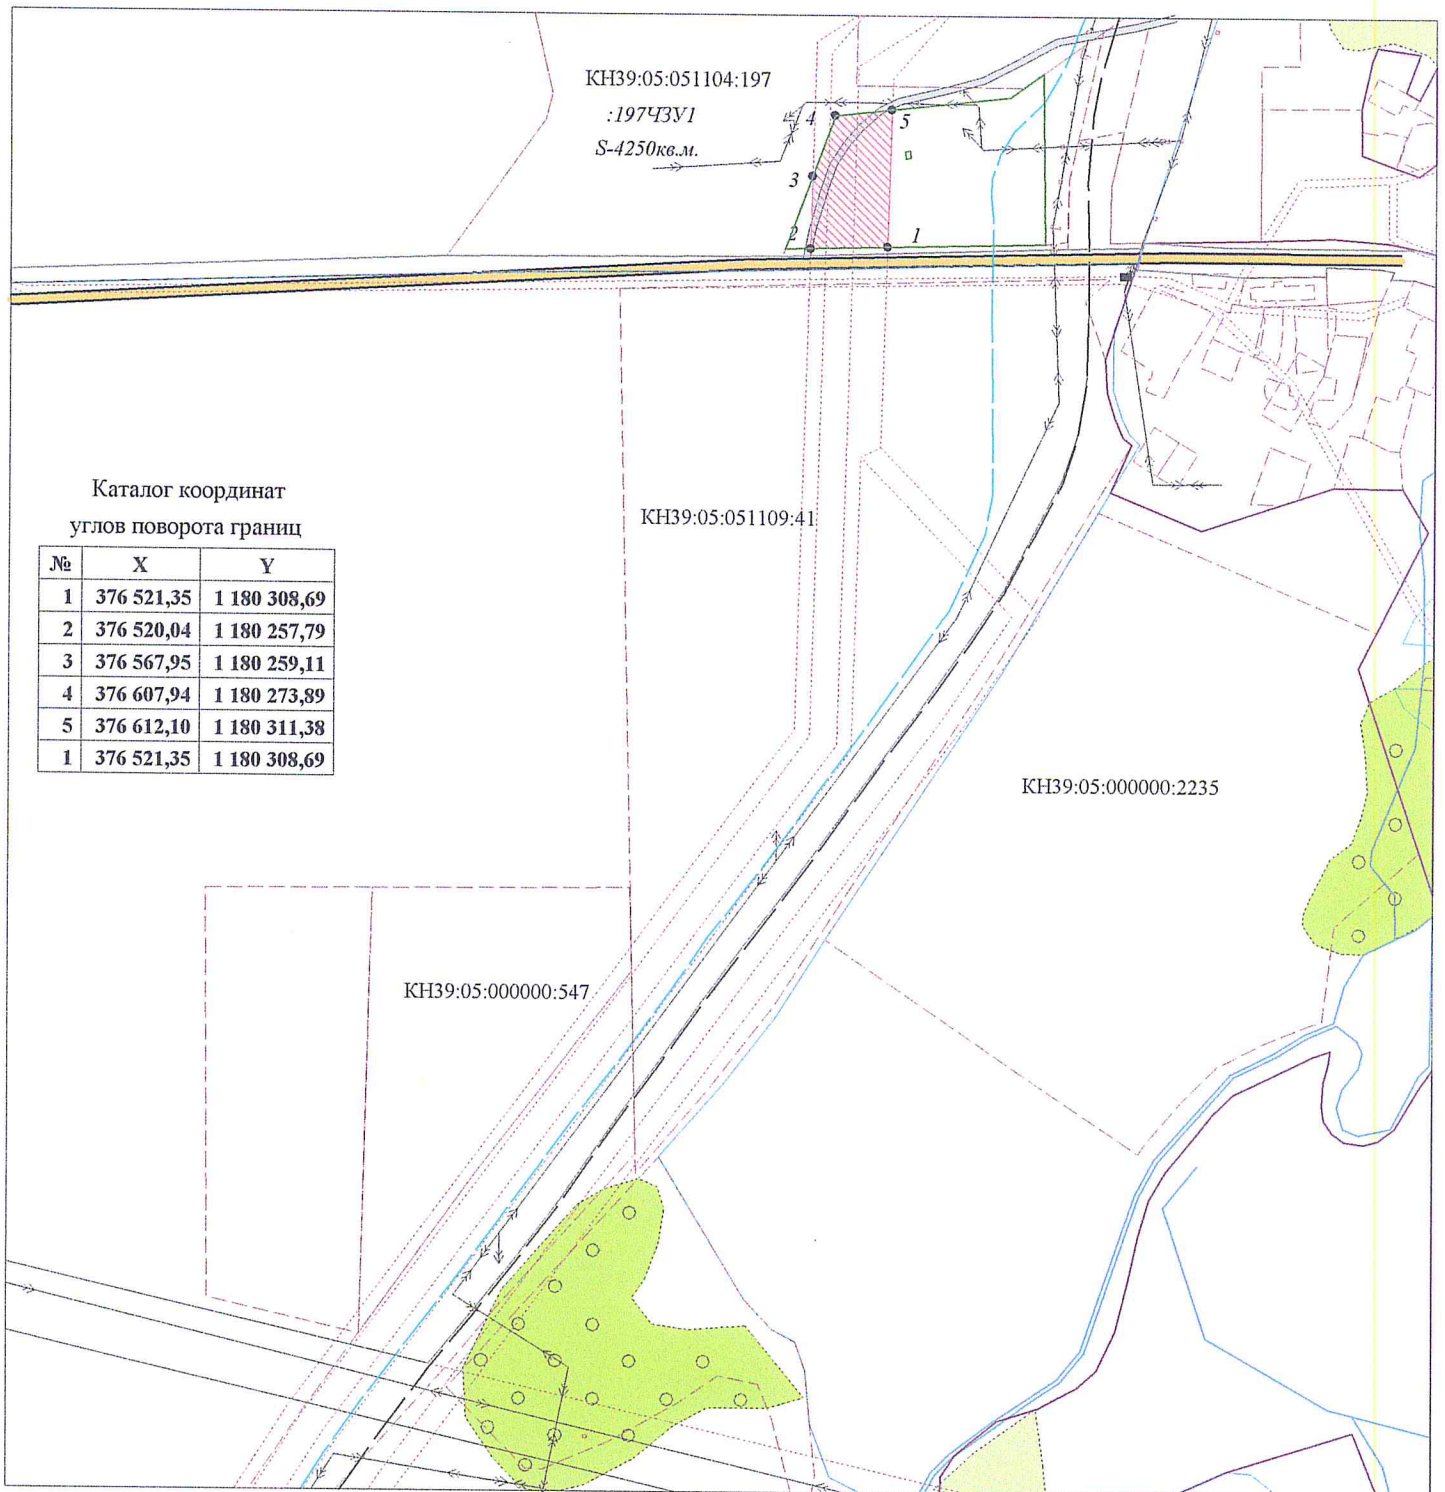 КН39:05:051104:197
:197ЧЗУ1
S-4250кв.м.
4
5
3
2
1
Каталог координат
углов поворота границ
№ X Y
1 376 521,35 1 180 308,69
2 376 520,04 1 180 257,79
3 376 567,95 1 180 259,11
4 376 607,94 1 180 273,89
5 376 612,10 1 180 311,38
1 376 521,35 1 180 308,69
КН39:05:051109:41
КН39:05:000000:2235
КН39:05:000000:547